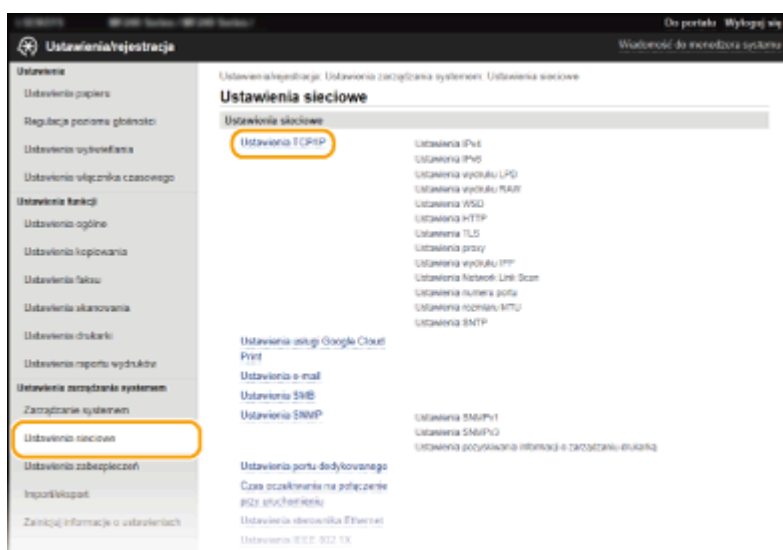 Do portalu Wyloguj się
Ustawienia/rejestracja
Wiadomość do menedżera systemu
Ustawienia
Ustawienia papieru
Regulacja poziomu głośności
Ustawienia wyświetlania
Ustawienia włącznika czasowego
Ustawienia funkcji
Ustawienia ogólne
Ustawienia kopiowania
Ustawienia faksu
Ustawienia skanowania
Ustawienia drukarki
Ustawienia raportu wydruków
Ustawienia zarządzania systemem
Zarządzanie systemem
Ustawienia sieciowe
Ustawienia zabezpieczeń
Import/eksport
Zainicjuj informacje o ustawieniach
Ustawienia/rejestracja: Ustawienia zarządzania systemem: Ustawienia sieciowe
Ustawienia sieciowe
Ustawienia sieciowe
Ustawienia TCP/IP
Ustawienia IPv4
Ustawienia IPv6
Ustawienia wydruku LPD
Ustawienia wydruku RAW
Ustawienia WSD
Ustawienia HTTP
Ustawienia TLS
Ustawienia proxy
Ustawienia wydruku IPP
Ustawienia Network Link Scan
Ustawienia numeru portu
Ustawienia rozmiaru MTU
Ustawienia SNTP
Ustawienia usługi Google Cloud
Print
Ustawienia e-mail
Ustawienia SMB
Ustawienia SNMP
Ustawienia SNMPv1
Ustawienia SNMPv3
Ustawienia pozyskiwania informacji o zarządzaniu drukarką
Ustawienia portu dedykowanego
Czas oczekiwania na połączenie
przy uruchomieniu
Ustawienia sterownika Ethernet
Ustawienia IEEE 802.1X